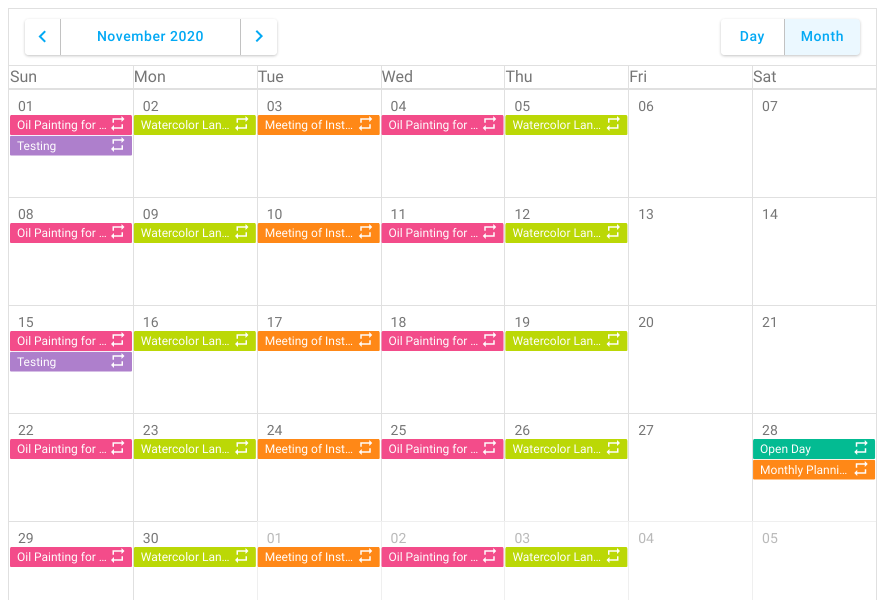 November 2020
Day Month
Sun Mon Tue Wed Thu Fri Sat
01 02 03 04 05 06 07
Oil Painting for ... Watercolor Lan... Meeting of Inst... Oil Painting for ... Watercolor Lan...
Testing
08 09 10 11 12 13 14
Oil Painting for ... Watercolor Lan... Meeting of Inst... Oil Painting for ... Watercolor Lan...
15 16 17 18 19 20 21
Oil Painting for ... Watercolor Lan... Meeting of Inst... Oil Painting for ... Watercolor Lan...
Testing
22 23 24 25 26 27 28
Oil Painting for ... Watercolor Lan... Meeting of Inst... Oil Painting for ... Watercolor Lan... Open Day
Monthly Planni...
29 30 01 02 03 04 05
Oil Painting for ... Watercolor Lan... Meeting of Inst... Oil Painting for ... Watercolor Lan...